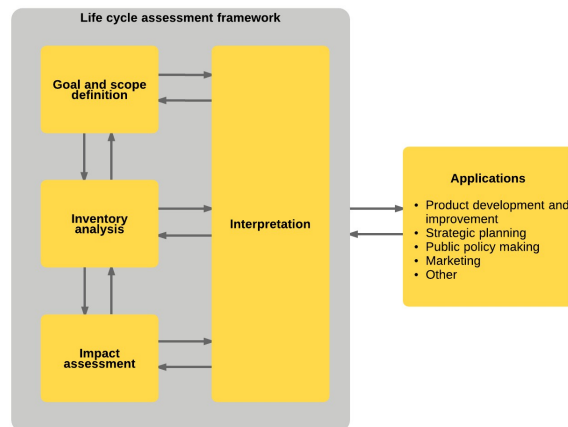 Life cycle assessment framework
Goal and scope
definition
Inventory
analysis
Impact
assessment
Interpretation
Applications
• Product development and
improvement
• Strategic planning
• Public policy making
• Marketing
• Other